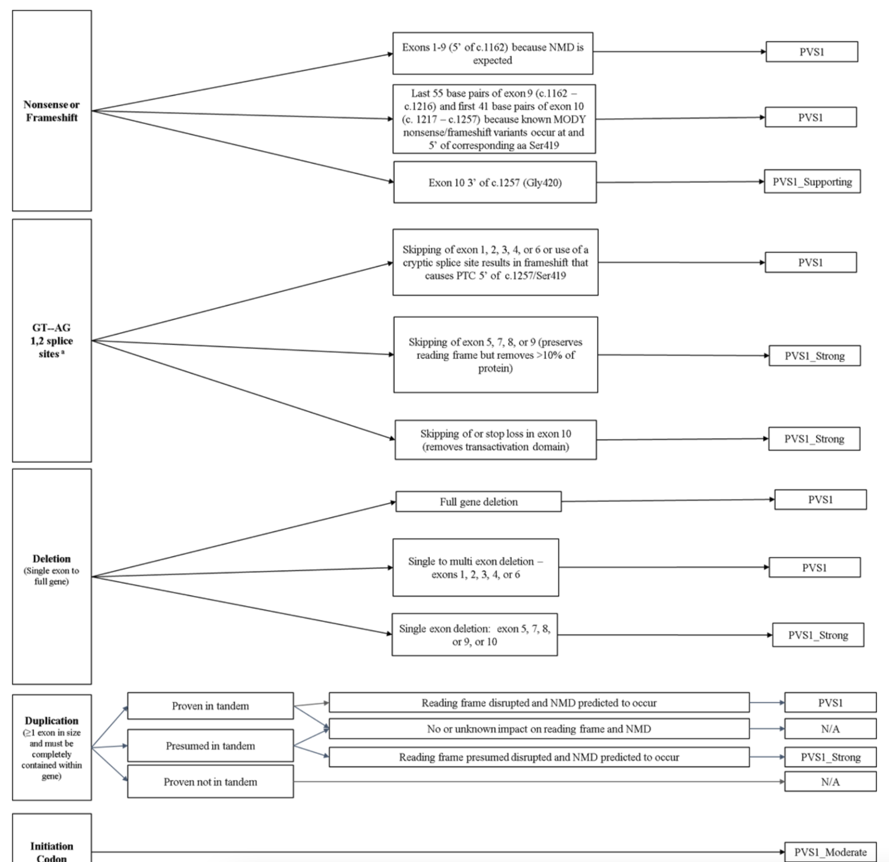 Nonsense or
Frameshift
Exons 1-9 (5’ of c.1162) because NMD is
expected
PVS1
Last 55 base pairs of exon 9 (c.1162 –
c.1216) and first 41 base pairs of exon 10
(c. 1217 – c.1257) because known MODY
nonsense/frameshift variants occur at and
5’ of corresponding aa Ser419
PVS1
Exon 10 3’ of c.1257 (Gly420)
PVS1_Supporting
GT--AG
1,2 splice
sites ª
Skipping of exon 1, 2, 3, 4, or 6 or use of a
cryptic splice site results in frameshift that
causes PTC 5’ of c.1257/Ser419
PVS1
Skipping of exon 5, 7, 8, or 9 (preserves
reading frame but removes >10% of
protein)
PVS1_Strong
Skipping of or stop loss in exon 10
(removes transactivation domain)
PVS1_Strong
Deletion
(Single exon to
full gene)
Full gene deletion
PVS1
Single to multi exon deletion –
exons 1, 2, 3, 4, or 6
PVS1
Single exon deletion: exon 5, 7, 8,
or 9, or 10
PVS1_Strong
Duplication
(≥1 exon in size
and must be
completely
contained within
gene)
Proven in tandem
Reading frame disrupted and NMD predicted to occur
PVS1
No or unknown impact on reading frame and NMD
N/A
Presumed in tandem
Reading frame presumed disrupted and NMD predicted to occur
PVS1_Strong
Proven not in tandem
N/A
Initiation
Codon
PVS1_Moderate